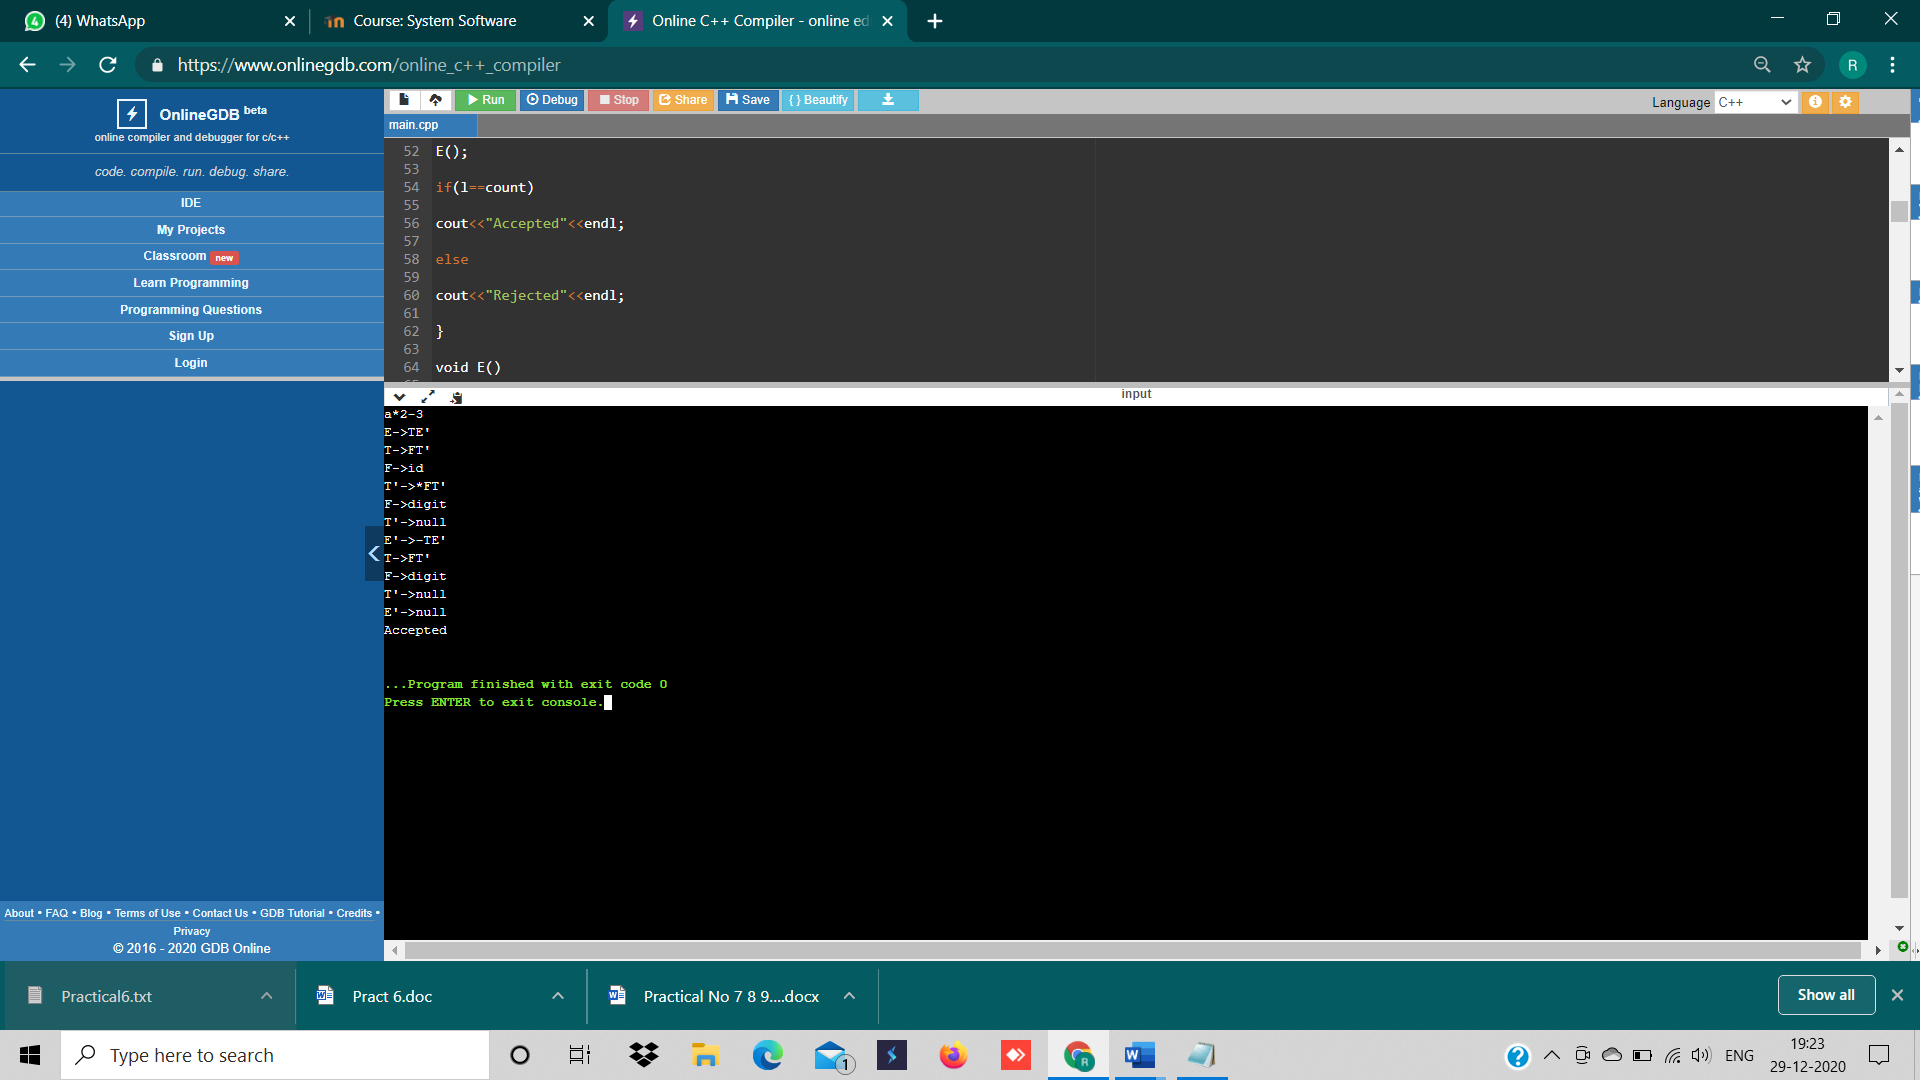 (4) WhatsApp
Course: System Software
Online C++ Compiler - online ed
https://www.onlinegdb.com/online_c++_compiler
R
OnlineGDB beta
online compiler and debugger for c/c++
code. compile. run. debug. share.
IDE
My Projects
Classroom new
Learn Programming
Programming Questions
Sign Up
Login
About • FAQ • Blog • Terms of Use • Contact Us • GDB Tutorial • Credits •
Privacy
© 2016 - 2020 GDB Online
Run Debug Stop Share Save { } Beautify
Language C++
main.cpp
52 E();
53
54 if(l==count)
55
56 cout<<"Accepted"<<endl;
57
58 else
59
60 cout<<"Rejected"<<endl;
61
62 }
63
64 void E()
input
a*2-3
E->TE'
T->FT'
F->id
T'->*FT'
F->digit
T'->null
E'->-TE'
T->FT'
F->digit
T'->null
E'->null
Accepted
...Program finished with exit code 0
Press ENTER to exit console.
Practical6.txt
Pract 6.doc
Practical No 7 8 9....docx
Show all
Type here to search
1
ENG
19:23
29-12-2020